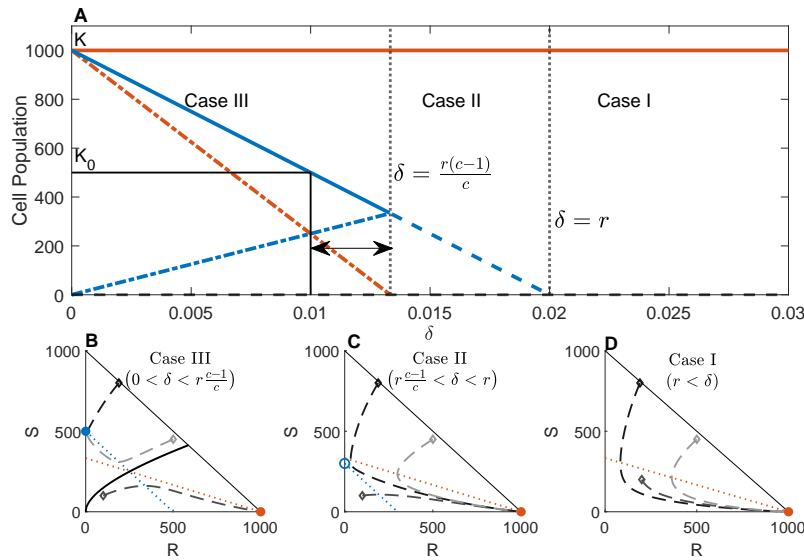 A
K
1000
800
600
400
200
0
Cell Population
K₀
Case III
Case II
Case I
δ = r(c−1)/c
δ = r
0
0.005
0.01
0.015
0.02
0.025
0.03
δ
B
Case III
(0 < δ < r (c−1)/c)
1000
500
0
S
0
500
1000
R
C
Case II
(r (c−1)/c < δ < r)
1000
500
0
S
0
500
1000
R
D
Case I
(r < δ)
1000
500
0
S
0
500
1000
R